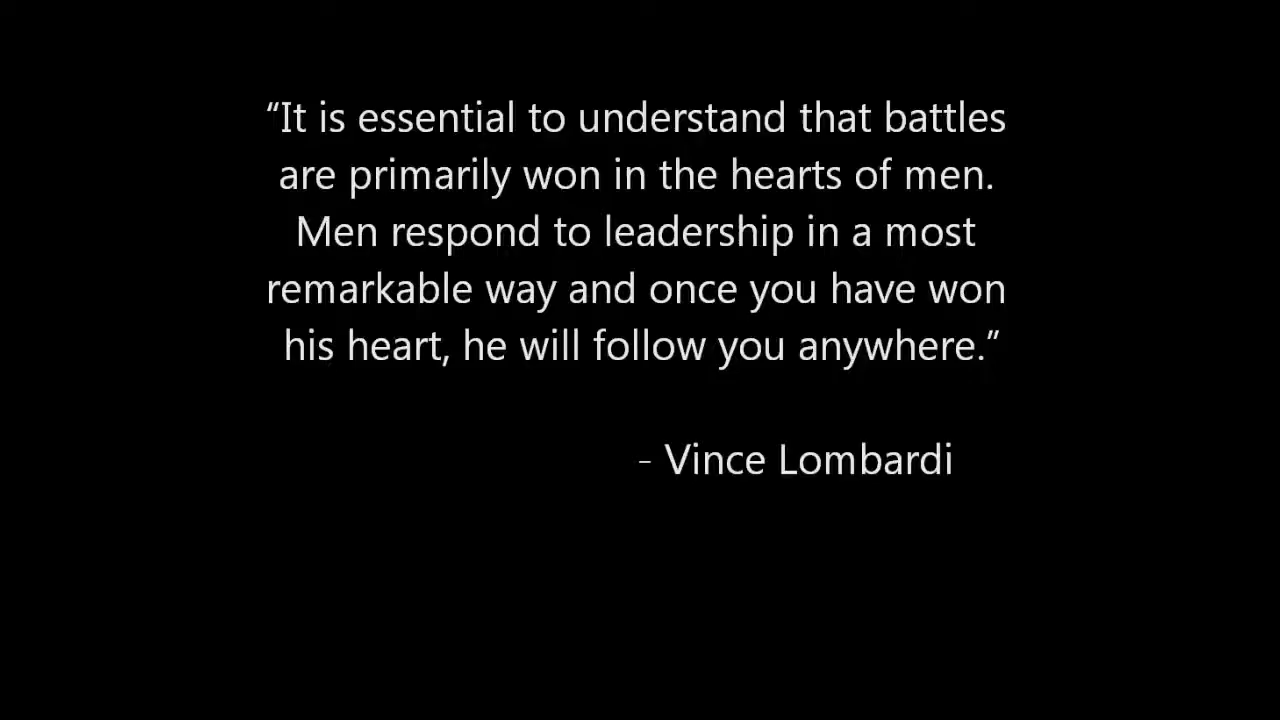 “It is essential to understand that battles
are primarily won in the hearts of men.
Men respond to leadership in a most
remarkable way and once you have won
his heart, he will follow you anywhere.”
- Vince Lombardi